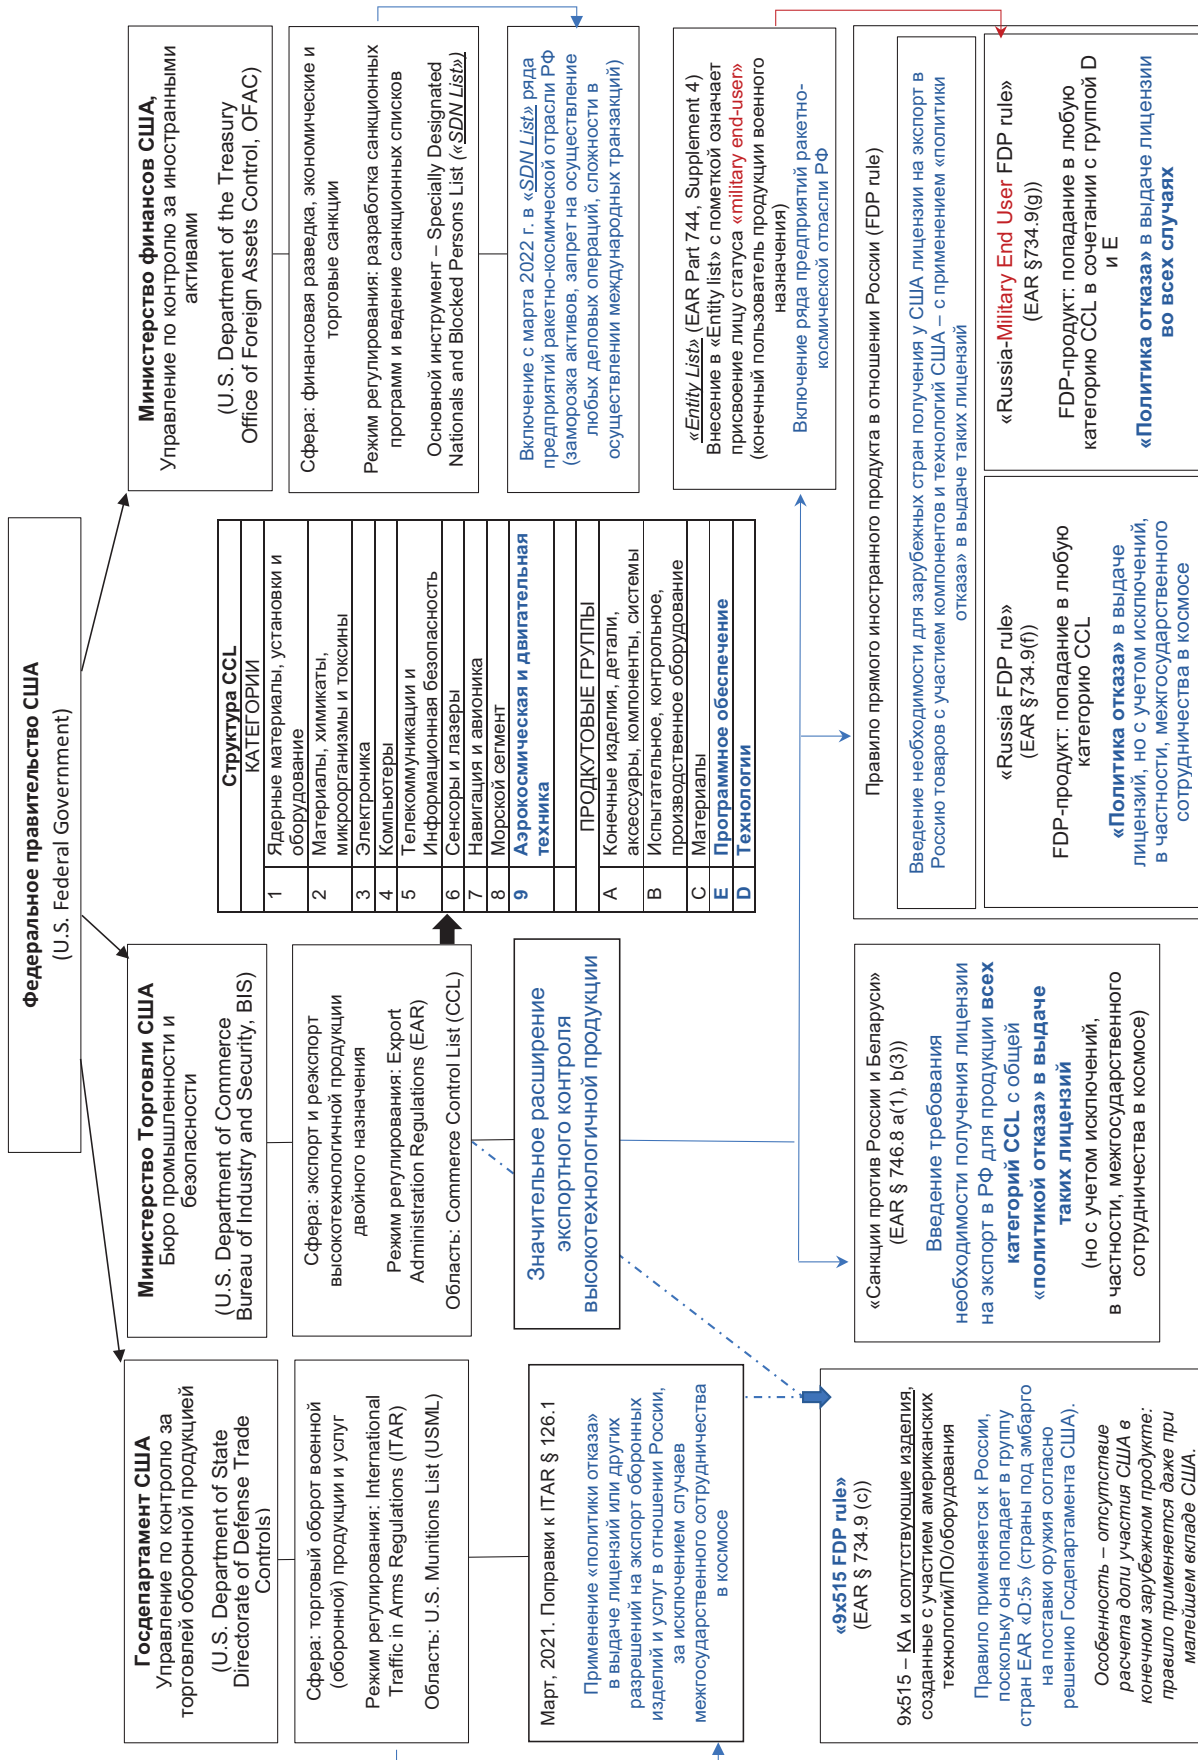 Федеральное правительство США
(U.S. Federal Government)
Госдепартамент США
Управление по контролю за
торговлей оборонной продукцией
(U.S. Department of State
Directorate of Defense Trade
Controls)
Сфера: торговый оборот военной
(оборонной) продукции и услуг
Режим регулирования: International
Traffic in Arms Regulations (ITAR)
Область: U.S. Munitions List (USML)
Март, 2021. Поправки к ITAR § 126.1
Применение «политики отказа»
в выдаче лицензий или других
разрешений на экспорт оборонных
изделий и услуг в отношении России,
за исключением случаев
межгосударственного сотрудничества
в космосе
«9x515 FDP rule»
(EAR § 734.9 (c))
9x515 – КА и сопутствующие изделия,
созданные с участием американских
технологий/ПО/оборудования
Правило применяется к России,
поскольку она попадает в группу
стран EAR «D:5» (страны под эмбарго
на поставки оружия согласно
решению Госдепартамента США).
Особенность – отсутствие
расчета доли участия США в
конечном зарубежном продукте:
правило применяется даже при
малейшем вкладе США.
Министерство Торговли США
Бюро промышленности и
безопасности
(U.S. Department of Commerce
Bureau of Industry and Security, BIS)
Сфера: экспорт и реэкспорт
высокотехнологичной продукции
двойного назначения
Режим регулирования: Export
Administration Regulations (EAR)
Область: Commerce Control List (CCL)
Значительное расширение
экспортного контроля
высокотехнологичной продукции
«Санкции против России и Беларуси»
(EAR § 746.8 a(1), b(3))
Введение требования
необходимости получения лицензии
на экспорт в РФ для продукции всех
категорий CCL с общей
«политикой отказа» в выдаче
таких лицензий
(но с учетом исключений,
в частности, межгосударственного
сотрудничества в космосе)
Структура CCL
КАТЕГОРИИ
1 Ядерные материалы, установки и
оборудование
2 Материалы, химикаты,
микроорганизмы и токсины
3 Электроника
4 Компьютеры
5 Телекоммуникации и
Информационная безопасность
6 Сенсоры и лазеры
7 Навигация и авионика
8 Морской сегмент
9 Аэрокосмическая и двигательная
техника
ПРОДКУТОВЫЕ ГРУППЫ
A Конечные изделия, детали,
аксессуары, компоненты, системы
B Испытательное, контрольное,
производственное оборудование
C Материалы
E Программное обеспечение
D Технологии
Министерство финансов США,
Управление по контролю за иностранными
активами
(U.S. Department of the Treasury
Office of Foreign Assets Control, OFAC)
Сфера: финансовая разведка, экономические и
торговые санкции
Режим регулирования: разработка санкционных
программ и ведение санкционных списков
Основной инструмент – Specially Designated
Nationals and Blocked Persons List («SDN List»)
Включение с марта 2022 г. в «SDN List» ряда
предприятий ракетно-космической отрасли РФ
(заморозка активов, запрет на осуществление
любых деловых операций, сложности в
осуществлении международных транзакций)
«Entity List» (EAR Part 744, Supplement 4)
Внесение в «Entity list» с пометкой означает
присвоение лицу статуса «military end-user»
(конечный пользователь продукции военного
назначения)
Включение ряда предприятий ракетно-
космической отрасли РФ
Правило прямого иностранного продукта в отношении России (FDP rule)
Введение необходимости для зарубежных стран получения у США лицензии на экспорт в
Россию товаров с участием компонентов и технологий США – с применением «политики
отказа» в выдаче таких лицензий
«Russia FDP rule»
(EAR §734.9(f))
FDP-продукт: попадание в любую
категорию CCL
«Политика отказа» в выдаче
лицензий, но с учетом исключений,
в частности, межгосударственного
сотрудничества в космосе
«Russia-Military End User FDP rule»
(EAR §734.9(g))
FDP-продукт: попадание в любую
категорию CCL в сочетании с группой D
и E
«Политика отказа» в выдаче лицензии
во всех случаях